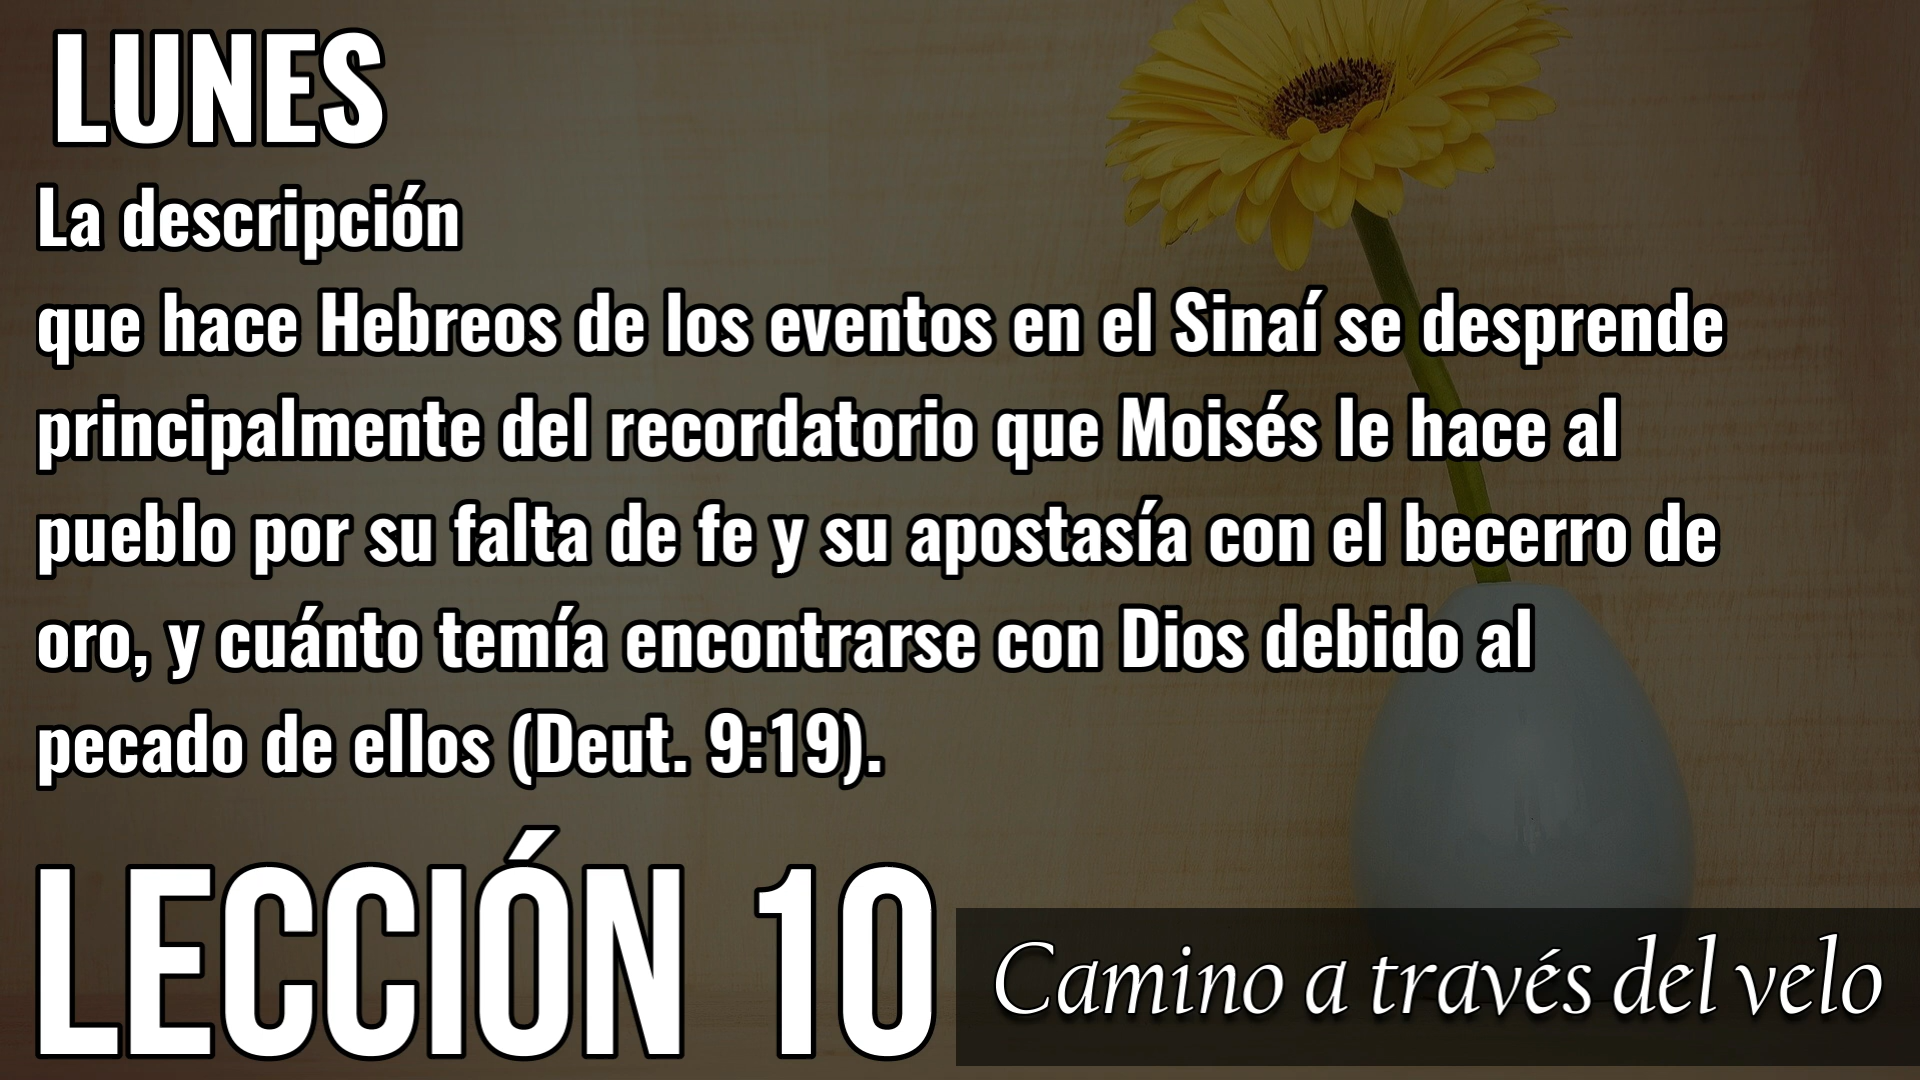 LUNES
La descripción
que hace Hebreos de los eventos en el Sinaí se desprende
principalmente del recordatorio que Moisés le hace al
pueblo por su falta de fe y su apostasía con el becerro de
oro, y cuánto temía encontrarse con Dios debido al
pecado de ellos (Deut. 9:19).
LECCIÓN 10
Camino a través del velo